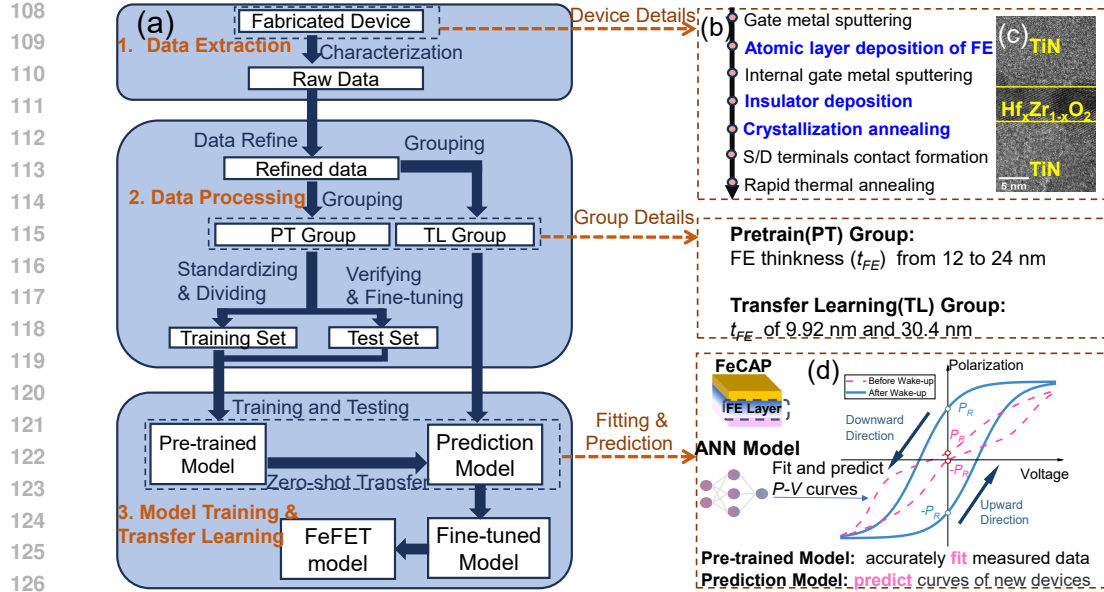 108
109
110
111
112
113
114
115
116
117
118
119
120
121
122
123
124
125
126
(a)
Fabricated Device
1. Data Extraction
Characterization
Raw Data
Data Refine
Grouping
Refined data
2. Data Processing
Grouping
PT Group
TL Group
Standardizing
& Dividing
Verifying
& Fine-tuning
Training Set
Test Set
Training and Testing
Pre-trained
Model
Prediction
Model
Zero-shot Transfer
3. Model Training &
Transfer Learning
FeFET
model
Fine-tuned
Model
Device Details
Group Details
Fitting &
Prediction
(b)
Gate metal sputtering
Atomic layer deposition of FE
Internal gate metal sputtering
Insulator deposition
Crystallization annealing
S/D terminals contact formation
Rapid thermal annealing
(c)
TiN
HfxZr1-xO2
TiN
5 nm
Pretrain(PT) Group:
FE thinkness (tFE) from 12 to 24 nm
Transfer Learning(TL) Group:
tFE of 9.92 nm and 30.4 nm
FeCAP
FE Layer
ANN Model
Fit and predict
P-V curves
(d)
Polarization
Before Wake-up
After Wake-up
Downward
Direction
PR
PR
-PR
Voltage
-PR
Upward
Direction
Pre-trained Model: accurately fit measured data
Prediction Model: predict curves of new devices